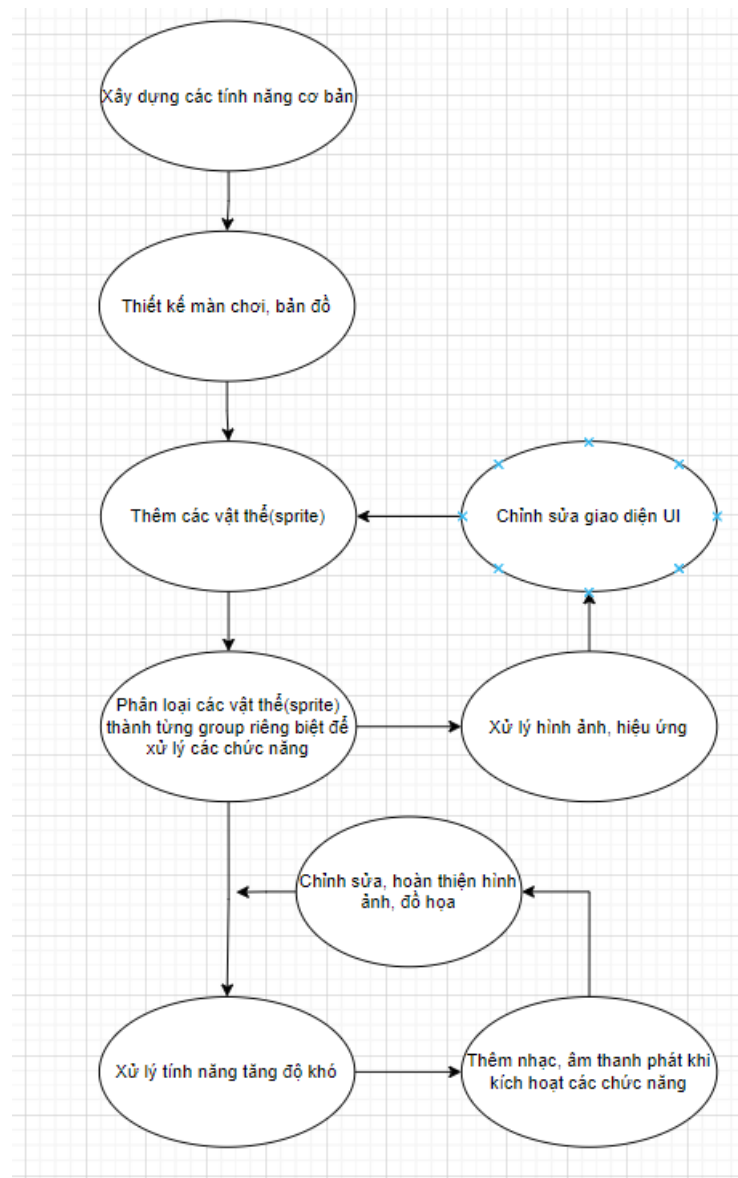 Xây dựng các tính năng cơ bản
Thiết kế màn chơi, bản đồ
Thêm các vật thể(sprite)
Chỉnh sửa giao diện UI
Phân loại các vật thể(sprite)
thành từng group riêng biệt để
xử lý các chức năng
Xử lý hình ảnh, hiệu ứng
Chỉnh sửa, hoàn thiện hình
ảnh, đồ họa
Xử lý tính năng tăng độ khó
Thêm nhạc, âm thanh phát khi
kích hoạt các chức năng